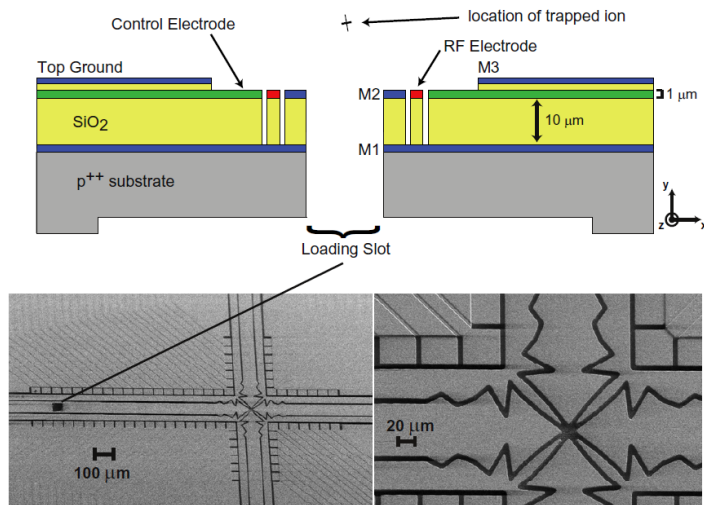 location of trapped ion
Control Electrode
RF Electrode
Top Ground
M3
M2
1 μm
SiO2
10 μm
M1
p++ substrate
y
z
x
Loading Slot
100 μm
20 μm